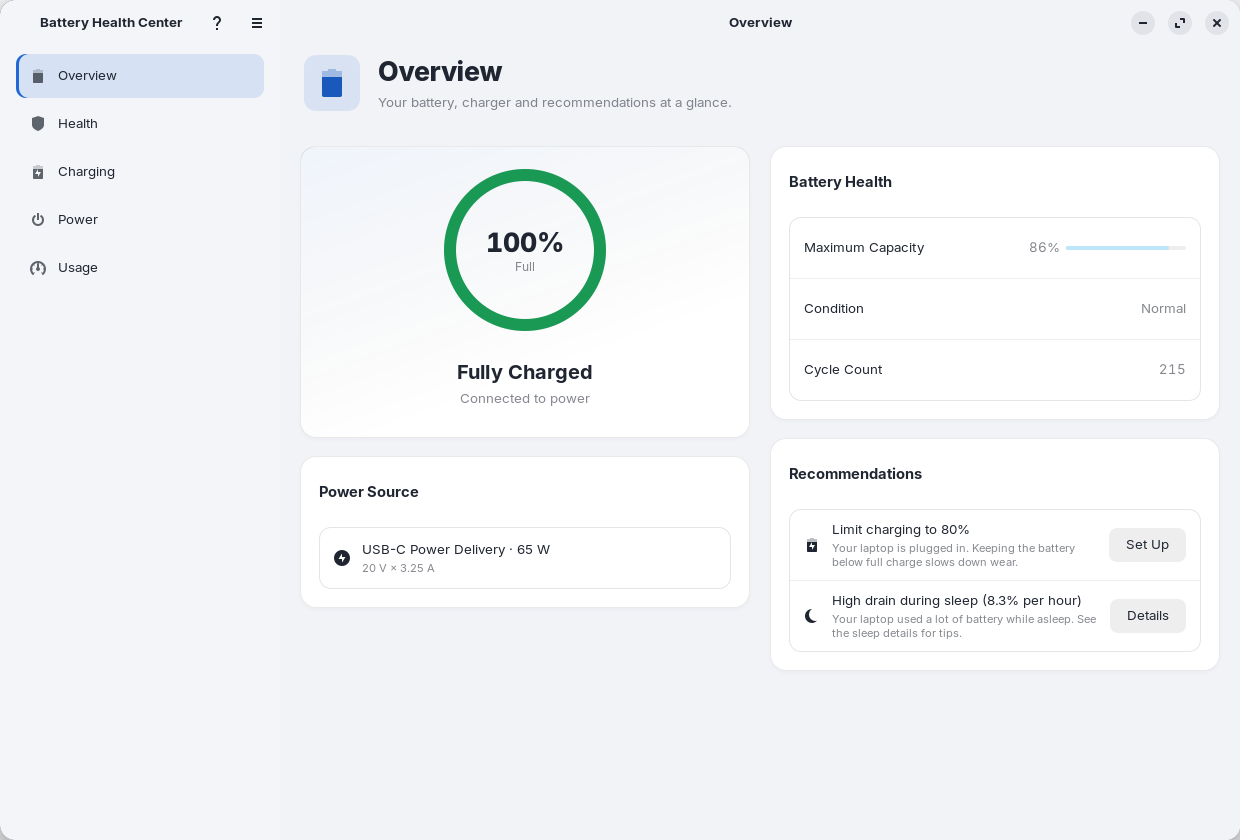 Battery Health Center
Overview
Overview
Health
Charging
Power
Usage
Overview
Your battery, charger and recommendations at a glance.
100%
Full
Fully Charged
Connected to power
Power Source
USB-C Power Delivery · 65 W
20 V × 3.25 A
Battery Health
Maximum Capacity 86%
Condition Normal
Cycle Count 215
Recommendations
Limit charging to 80%
Your laptop is plugged in. Keeping the battery
below full charge slows down wear.
Set Up
High drain during sleep (8.3% per hour)
Your laptop used a lot of battery while asleep. See
the sleep details for tips.
Details